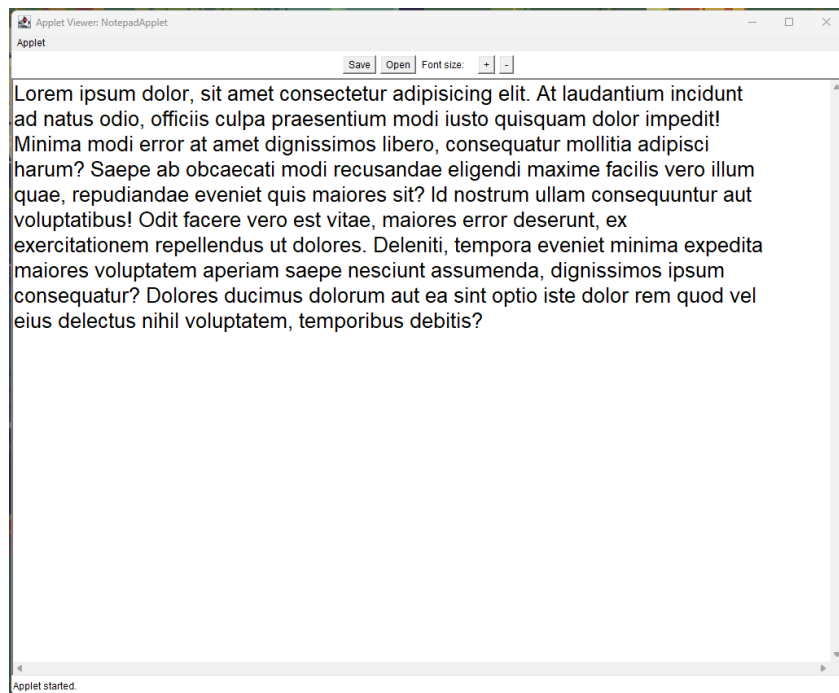 Applet Viewer: NotepadApplet
Applet
Save Open Font size: + -
Lorem ipsum dolor, sit amet consectetur adipisicing elit. At laudantium incidunt
ad natus odio, officiis culpa praesentium modi iusto quisquam dolor impedit!
Minima modi error at amet dignissimos libero, consequatur mollitia adipisci
harum? Saepe ab obcaecati modi recusandae eligendi maxime facilis vero illum
quae, repudiandae eveniet quis maiores sit? Id nostrum ullam consequuntur aut
voluptatibus! Odit facere vero est vitae, maiores error deserunt, ex
exercitationem repellendus ut dolores. Deleniti, tempora eveniet minima expedita
maiores voluptatem aperiam saepe nesciunt assumenda, dignissimos ipsum
consequatur? Dolores ducimus dolorum aut ea sint optio iste dolor rem quod vel
eius delectus nihil voluptatem, temporibus debitis?
Applet started.